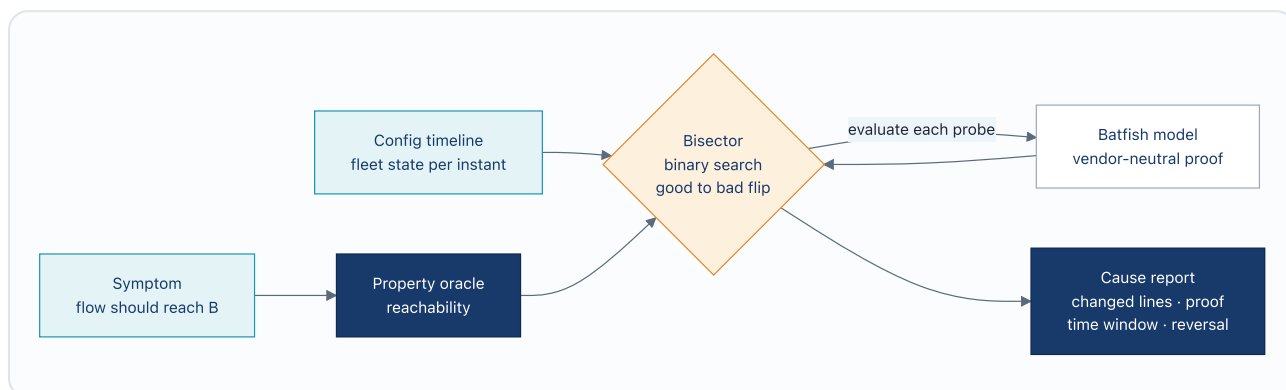 Config timeline
fleet state per instant
Symptom
flow should reach B
Property oracle
reachability
Bisector
binary search
good to bad flip
evaluate each probe
Batfish model
vendor-neutral proof
Cause report
changed lines · proof
time window · reversal